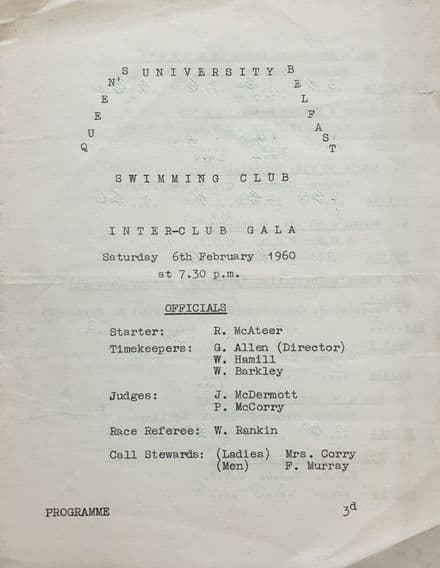 QUEEN'S UNIVERSITY BELFAST
SWIMMING CLUB
INTER-CLUB GALA
Saturday 6th February 1960
at 7.30 p.m.
OFFICIALS
Starter: R. McAteer
Timekeepers: G. Allen (Director)
W. Hamill
W. Barkley
Judges: J. McDermott
P. McCorry
Race Referee: W. Rankin
Call Stewards: (Ladies) Mrs. Corry
(Men) F. Murray
PROGRAMME 3d